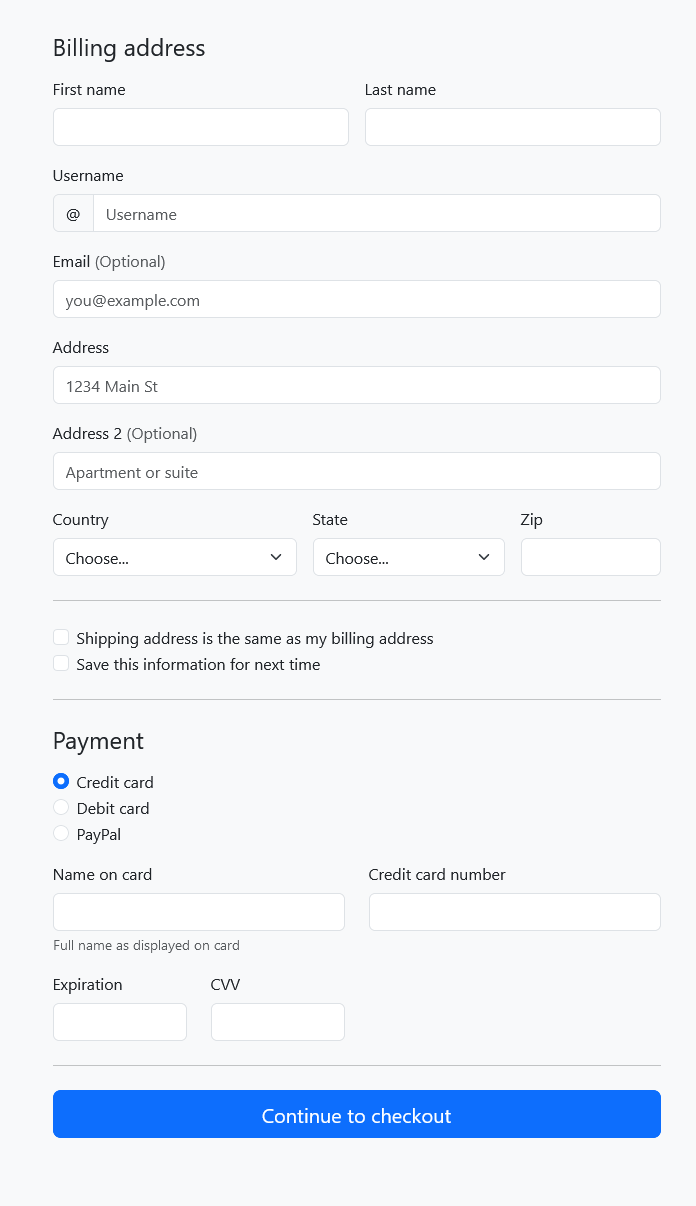 Billing address
First name Last name
Username
@ Username
Email (Optional)
you@example.com
Address
1234 Main St
Address 2 (Optional)
Apartment or suite
Country State Zip
Choose... Choose...
Shipping address is the same as my billing address
Save this information for next time
Payment
Credit card
Debit card
PayPal
Name on card Credit card number
Full name as displayed on card
Expiration CVV
Continue to checkout